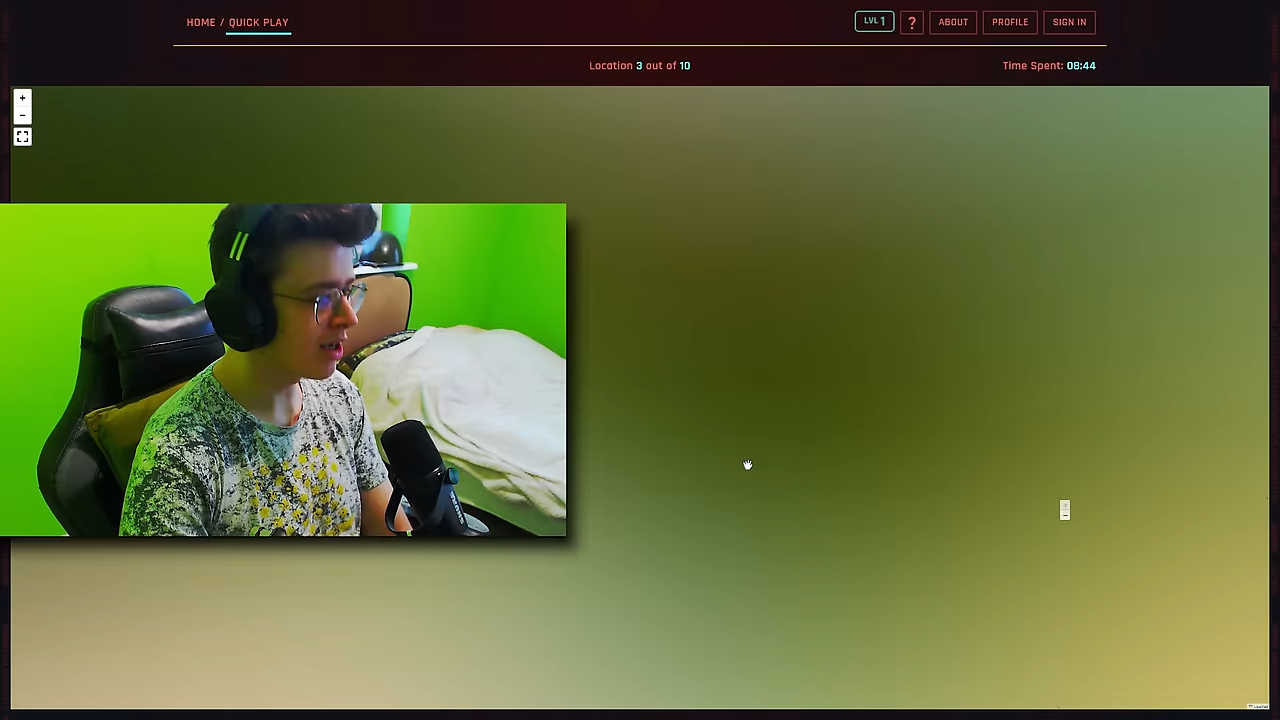 HOME / QUICK PLAY
LVL 1
?
ABOUT
PROFILE
SIGN IN
Location 3 out of 10
Time Spent: 08:44
+
−